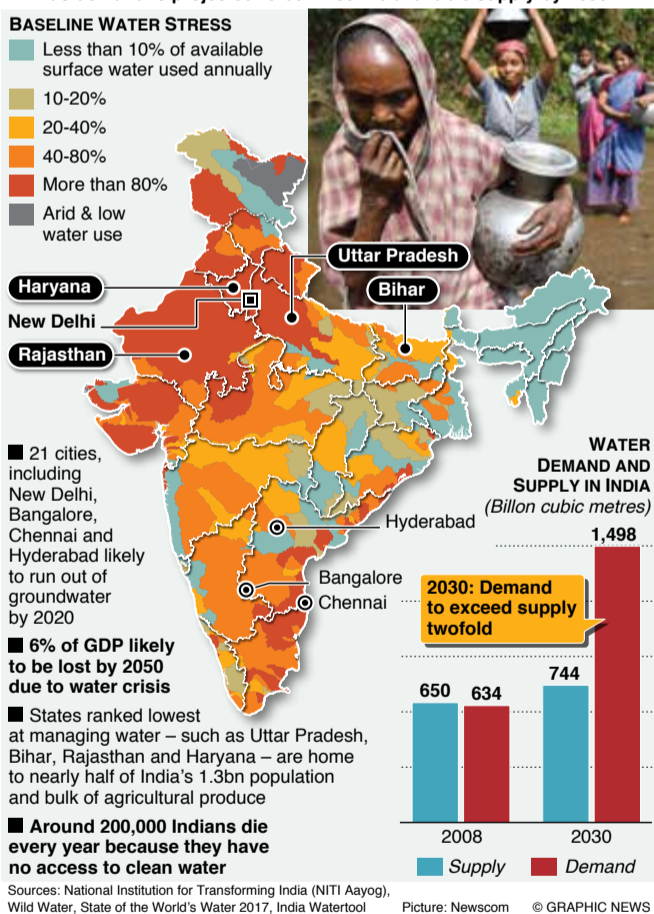 BASELINE WATER STRESS
Less than 10% of available
surface water used annually
10-20%
20-40%
40-80%
More than 80%
Arid & low
water use
Uttar Pradesh
Haryana
Bihar
New Delhi
Rajasthan
21 cities,
including
New Delhi,
Bangalore,
Chennai and
Hyderabad likely
to run out of
groundwater
by 2020
6% of GDP likely
to be lost by 2050
due to water crisis
States ranked lowest
at managing water – such as Uttar Pradesh,
Bihar, Rajasthan and Haryana – are home
to nearly half of India's 1.3bn population
and bulk of agricultural produce
Around 200,000 Indians die
every year because they have
no access to clean water
Hyderabad
Bangalore
Chennai
WATER
DEMAND AND
SUPPLY IN INDIA
(Billon cubic metres)
1,498
2030: Demand
to exceed supply
twofold
744
650 634
2008 2030
Supply Demand
Sources: National Institution for Transforming India (NITI Aayog),
Wild Water, State of the World's Water 2017, India Watertool
Picture: Newscom © GRAPHIC NEWS